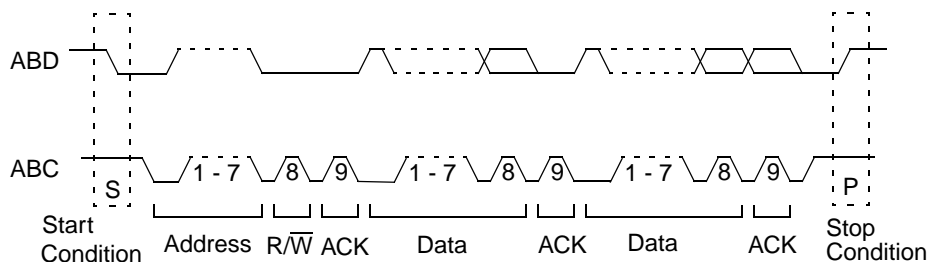 ABD
ABC 1 - 7 8 9 1 - 7 8 9 1 - 7 8 9
S P
Start Condition Address R/W̅ ACK Data ACK Data ACK Stop Condition